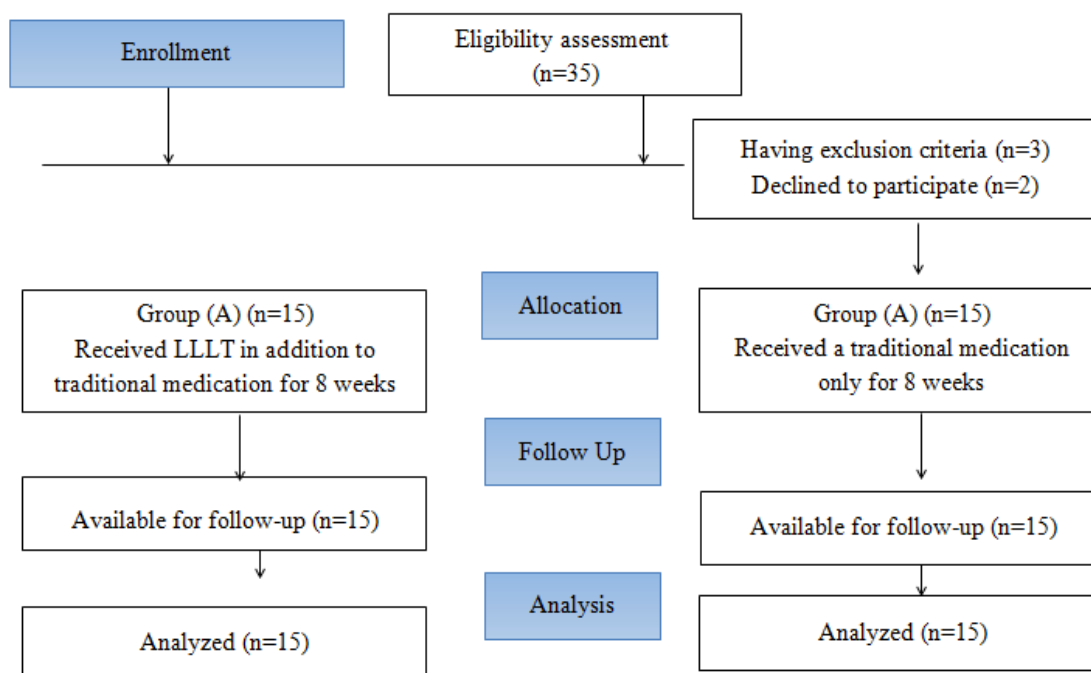 Enrollment
Eligibility assessment
(n=35)
Having exclusion criteria (n=3)
Declined to participate (n=2)
Allocation
Group (A) (n=15)
Received LLLT in addition to
traditional medication for 8 weeks
Group (A) (n=15)
Received a traditional medication
only for 8 weeks
Follow Up
Available for follow-up (n=15)
Available for follow-up (n=15)
Analysis
Analyzed (n=15)
Analyzed (n=15)